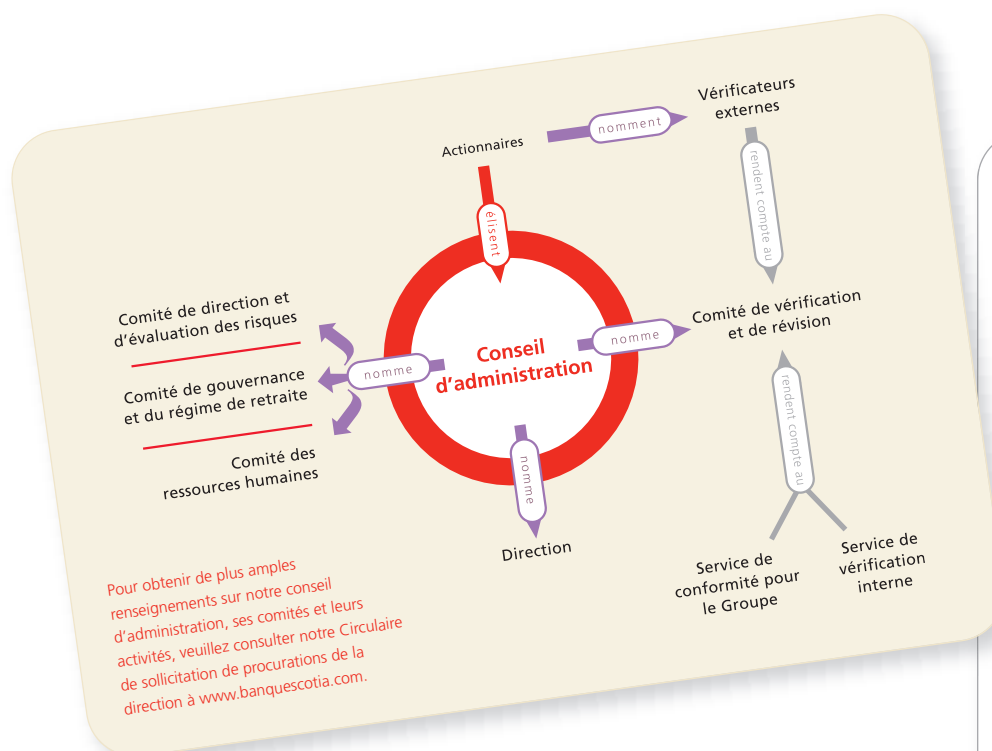 Vérificateurs
externes
nomment
Actionnaires
élisent
rendent compte au
Comité de direction et
d'évaluation des risques
Comité de gouvernance
et du régime de retraite
Comité des
ressources humaines
nomme
Conseil
d'administration
nomme
Comité de vérification
et de révision
nomme
Direction
rendent compte au
Service de
conformité pour
le Groupe
Service de
vérification
interne
Pour obtenir de plus amples
renseignements sur notre conseil
d'administration, ses comités et leurs
activités, veuillez consulter notre Circulaire
de sollicitation de procurations de la
direction à www.banquescotia.com.